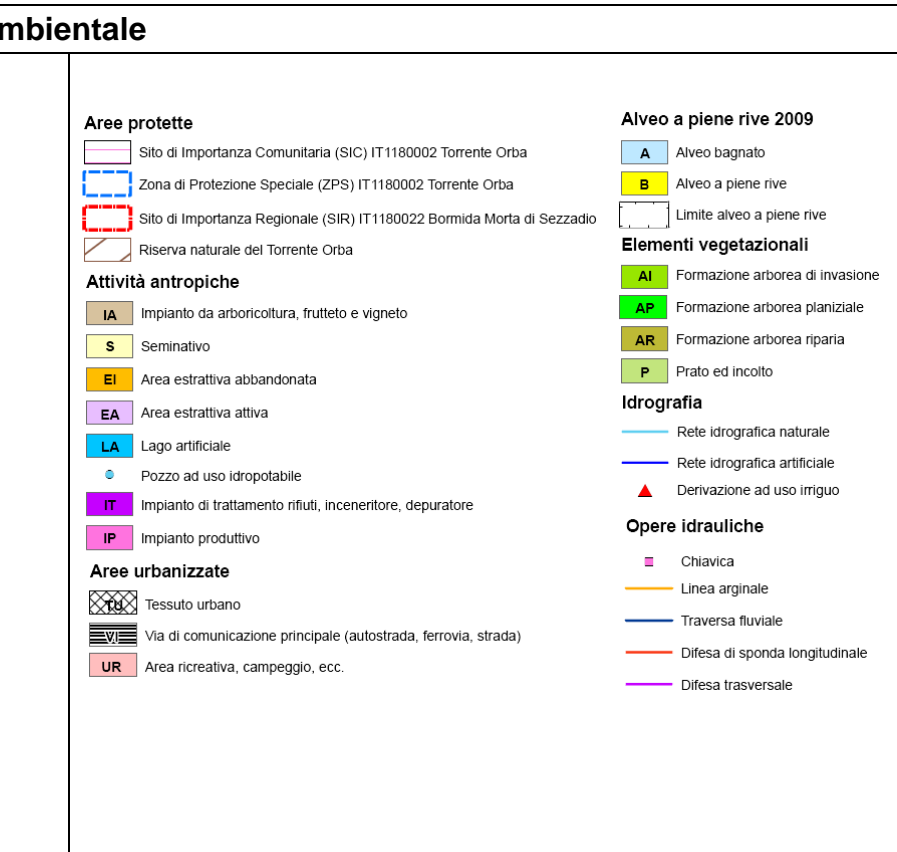 mbientale
Aree protette
Sito di Importanza Comunitaria (SIC) IT1180002 Torrente Orba
Zona di Protezione Speciale (ZPS) IT1180002 Torrente Orba
Sito di Importanza Regionale (SIR) IT1180022 Bormida Morta di Sezzadio
Riserva naturale del Torrente Orba
Attività antropiche
IA Impianto da arboricoltura, frutteto e vigneto
S Seminativo
EI Area estrattiva abbandonata
EA Area estrattiva attiva
LA Lago artificiale
Pozzo ad uso idropotabile
IT Impianto di trattamento rifiuti, inceneritore, depuratore
IP Impianto produttivo
Aree urbanizzate
TU Tessuto urbano
VI Via di comunicazione principale (autostrada, ferrovia, strada)
UR Area ricreativa, campeggio, ecc.
Alveo a piene rive 2009
A Alveo bagnato
B Alveo a piene rive
Limite alveo a piene rive
Elementi vegetazionali
AI Formazione arborea di invasione
AP Formazione arborea planiziale
AR Formazione arborea riparia
P Prato ed incolto
Idrografia
Rete idrografica naturale
Rete idrografica artificiale
Derivazione ad uso irriguo
Opere idrauliche
Chiavica
Linea arginale
Traversa fluviale
Difesa di sponda longitudinale
Difesa trasversale